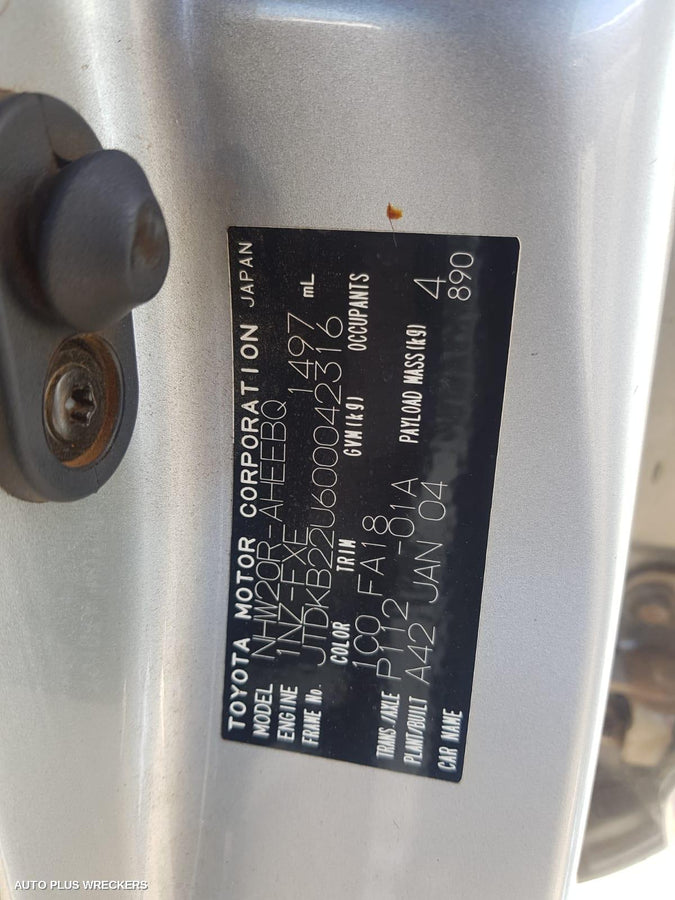 TOYOTA MOTOR CORPORATION JAPAN
MODEL NHW20R-AHEEBQ
ENGINE 1NZ-FXE 1497 mL
FRAME No. JTDKB22U600042316
COLOR TRIM GVM(kg) OCCUPANTS
1C0 FA18 4
TRANS/AXLE P112 -01A PAYLOAD MASS(kg) 890
PLANT/BUILT A42 JAN 04
CAR NAME
AUTO PLUS WRECKERS